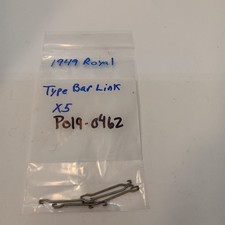 1949 Royal
Type Bar Link
X5
P019-0462